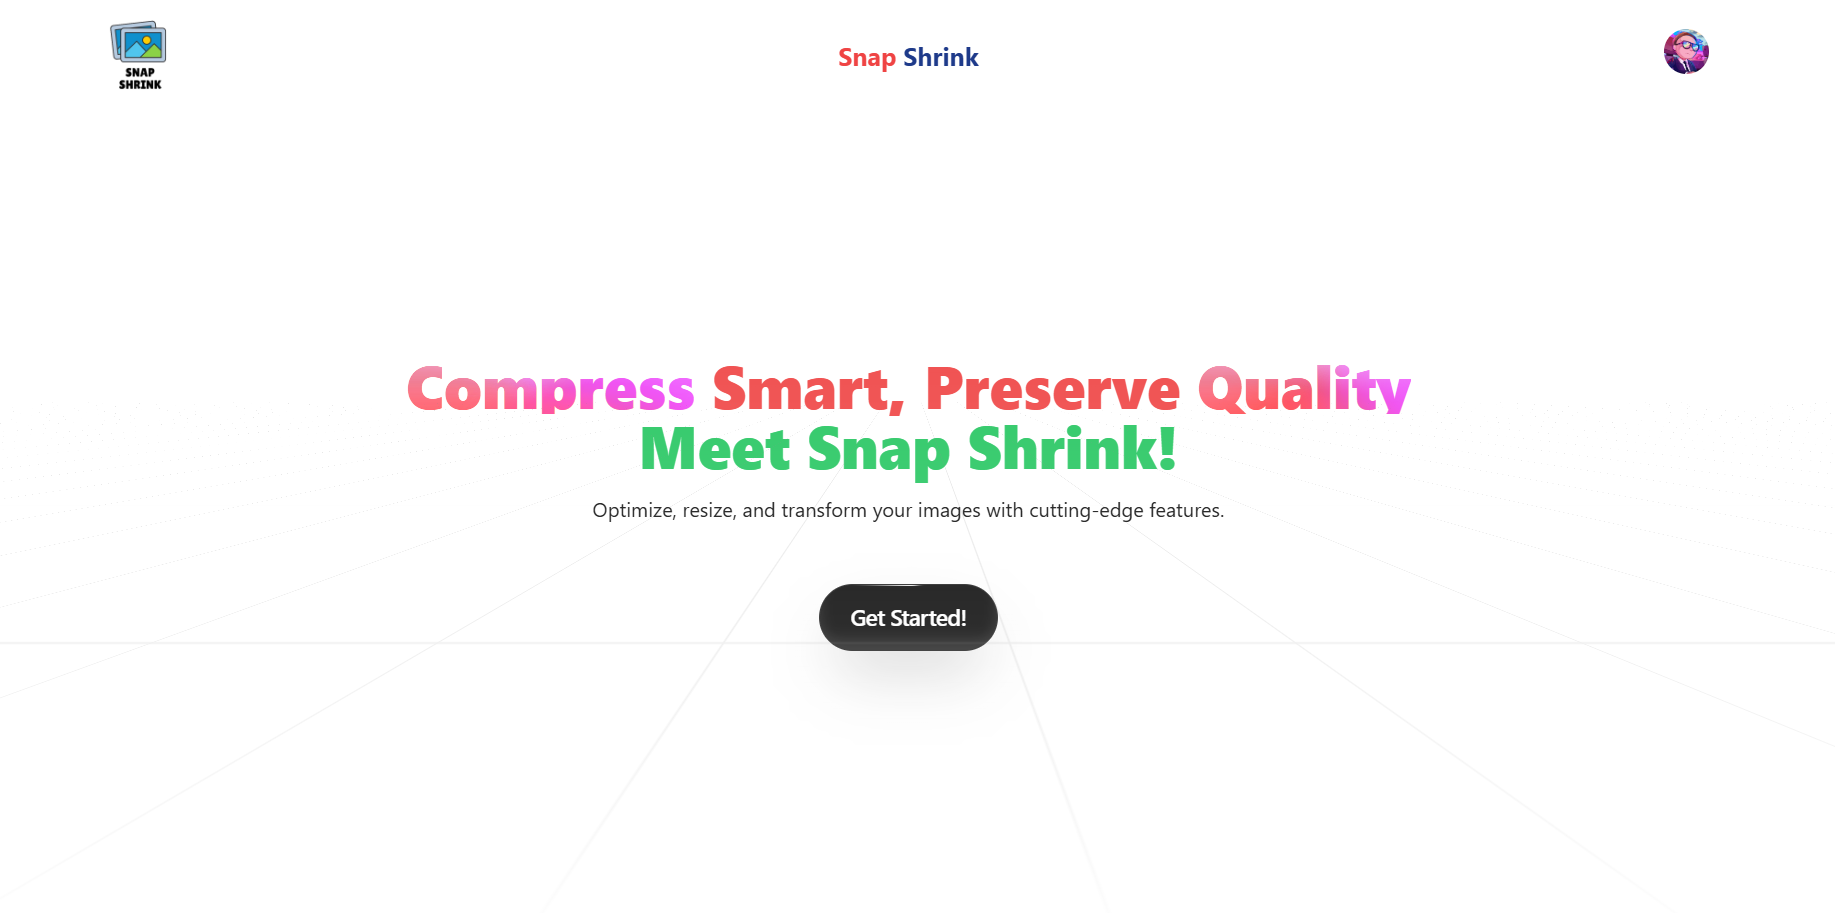 SNAP
SHRINK
Snap Shrink
Compress Smart, Preserve Quality
Meet Snap Shrink!
Optimize, resize, and transform your images with cutting-edge features.
Get Started!